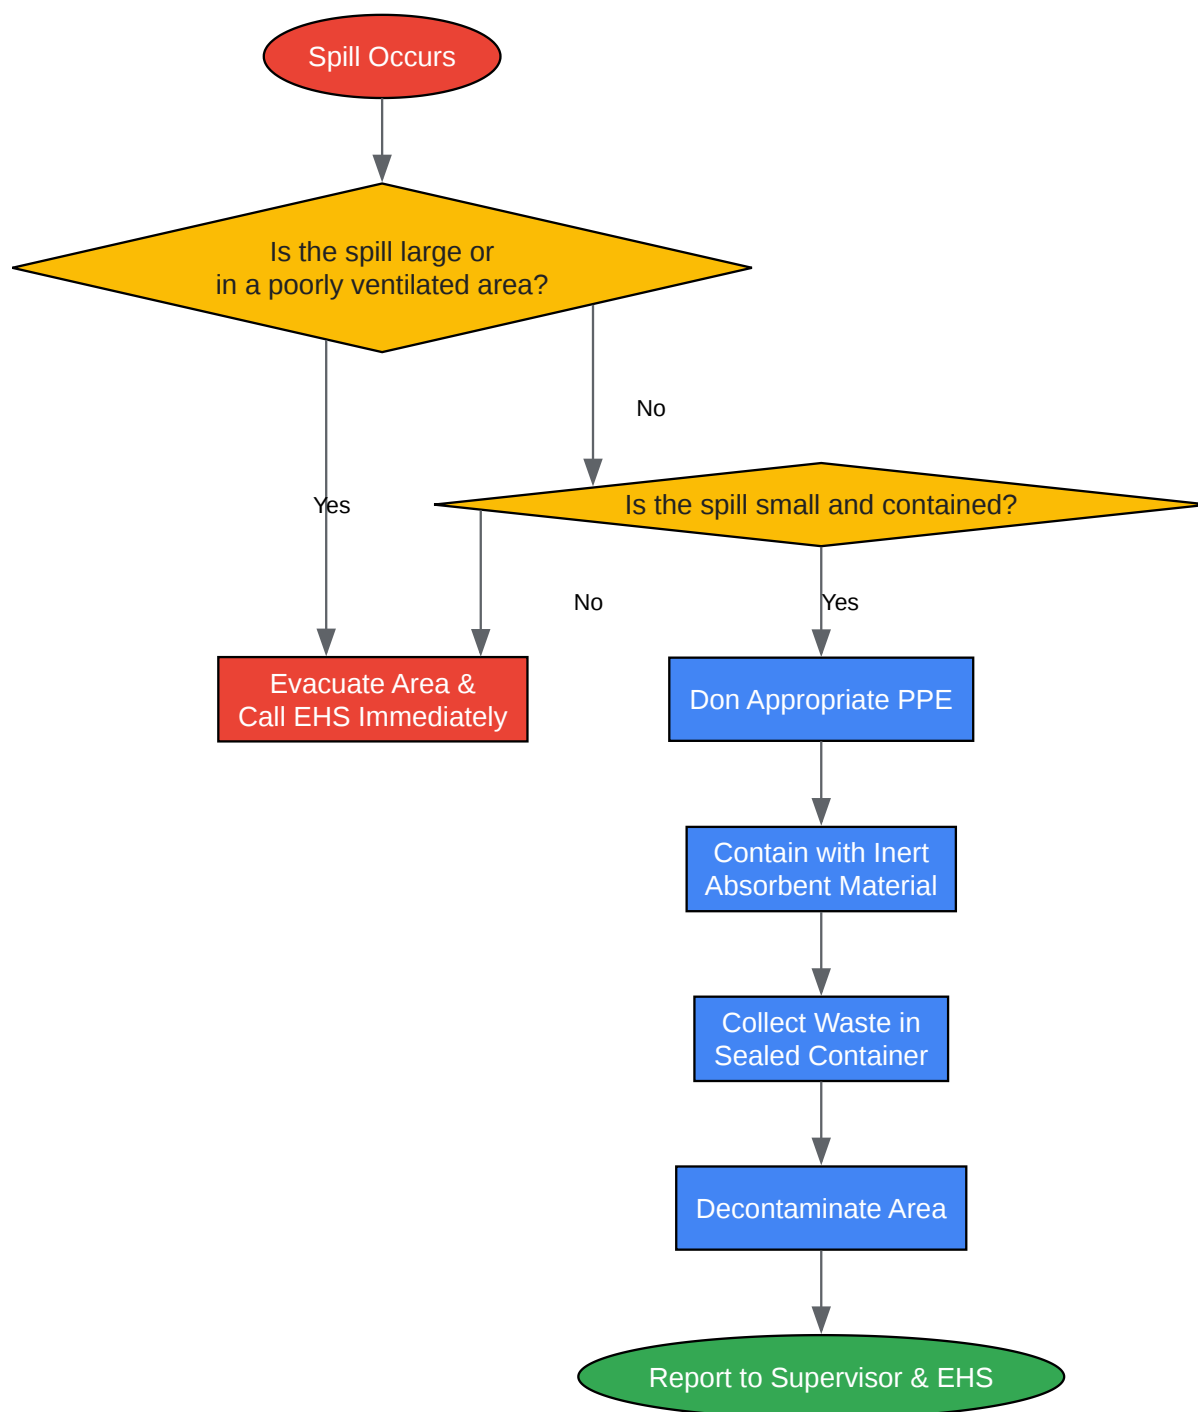 Spill Occurs
Is the spill large or
in a poorly ventilated area?
No
Yes
Is the spill small and contained?
No
Yes
Evacuate Area &
Call EHS Immediately
Don Appropriate PPE
Contain with Inert
Absorbent Material
Collect Waste in
Sealed Container
Decontaminate Area
Report to Supervisor & EHS